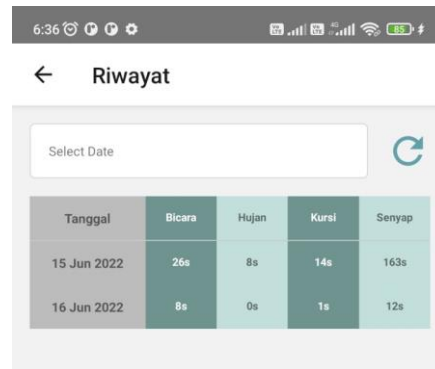 6:36 85
Riwayat
Select Date
Tanggal Bicara Hujan Kursi Senyap
15 Jun 2022 26s 8s 14s 163s
16 Jun 2022 8s 0s 1s 12s